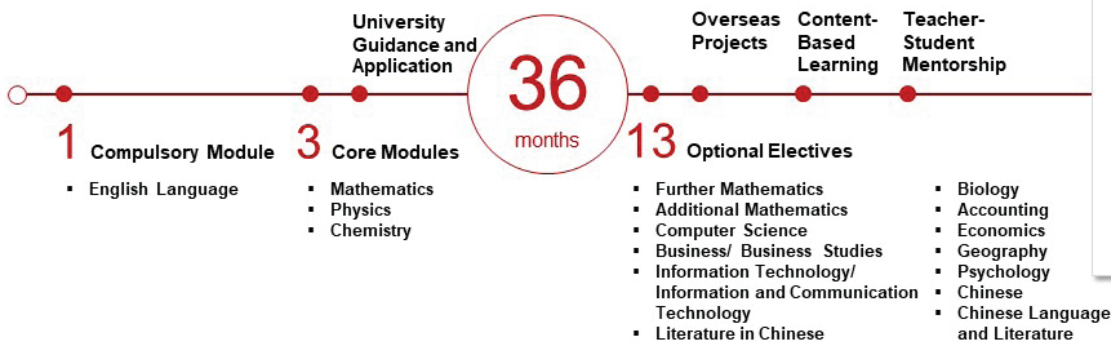 University
Guidance and
Application
Overseas
Projects
Content-
Based
Learning
Teacher-
Student
Mentorship
36
months
1 Compulsory Module
▪ English Language
3 Core Modules
▪ Mathematics
▪ Physics
▪ Chemistry
13 Optional Electives
▪ Further Mathematics
▪ Additional Mathematics
▪ Computer Science
▪ Business/ Business Studies
▪ Information Technology/
Information and Communication
Technology
▪ Literature in Chinese
▪ Biology
▪ Accounting
▪ Economics
▪ Geography
▪ Psychology
▪ Chinese
▪ Chinese Language
and Literature